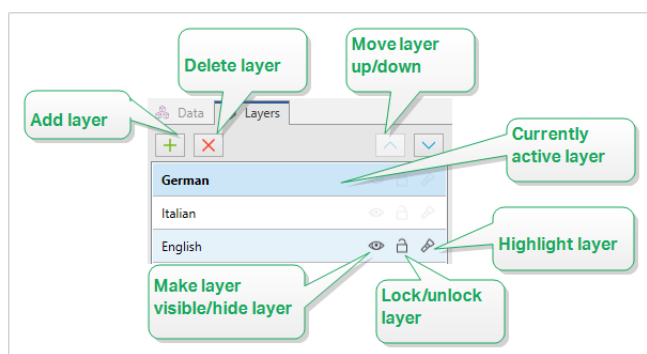 Move layer
up/down
Delete layer
Add layer
Data
Layers
Currently
active layer
German
Italian
English
Highlight layer
Make layer
visible/hide layer
Lock/unlock
layer